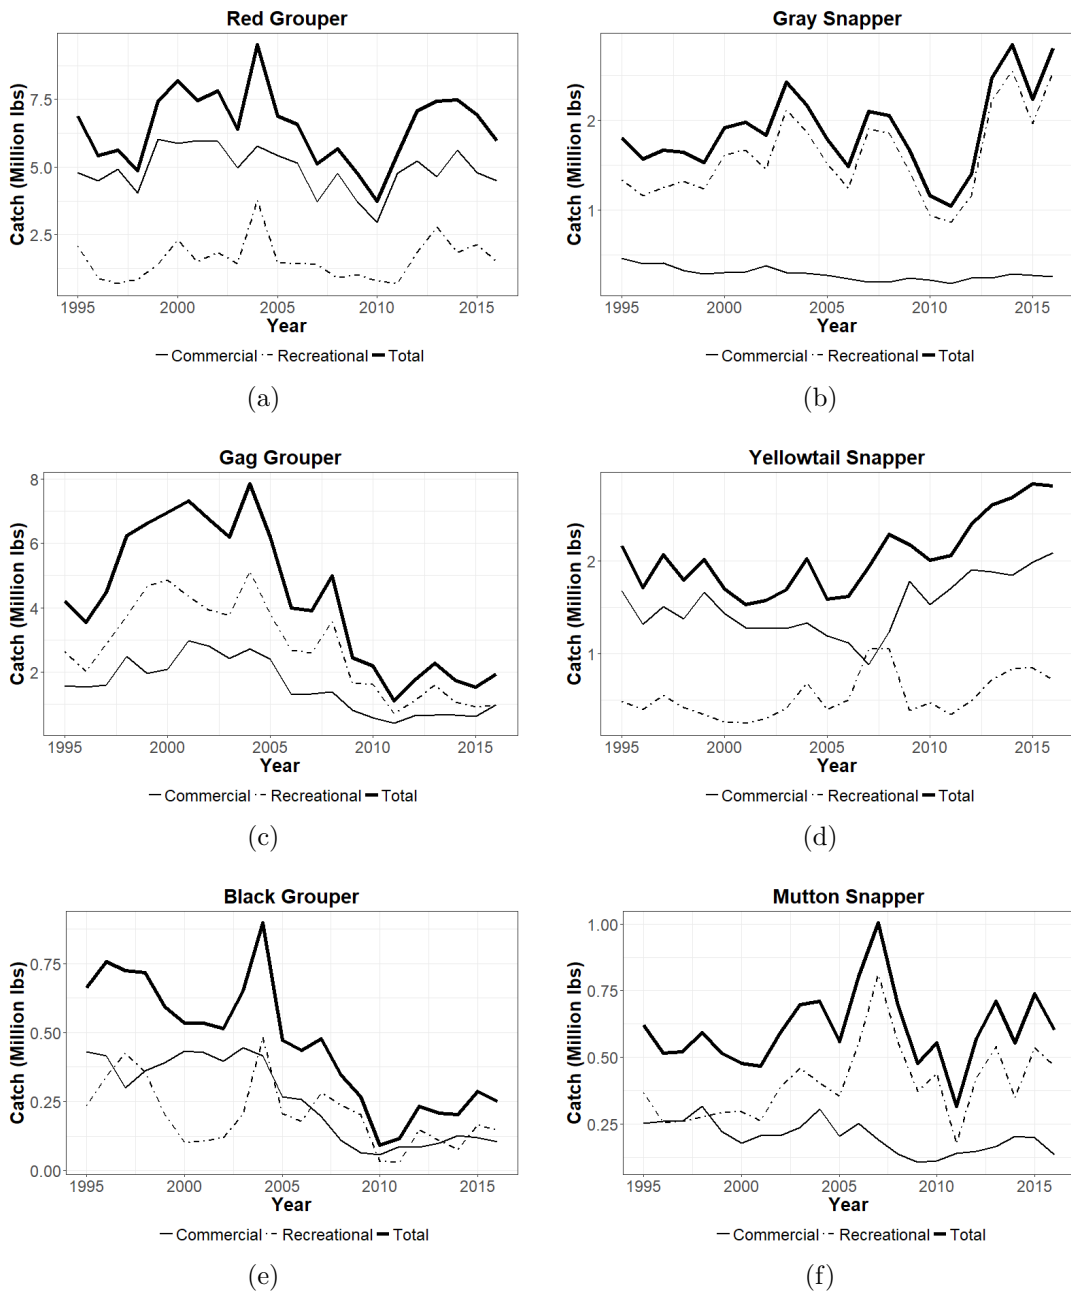 Red Grouper
Catch (Million lbs)
7.5
5.0
2.5
1995 2000 2005 2010 2015
Year
Commercial Recreational Total
(a)
Gray Snapper
Catch (Million lbs)
2
1
1995 2000 2005 2010 2015
Year
Commercial Recreational Total
(b)
Gag Grouper
Catch (Million lbs)
8
6
4
2
1995 2000 2005 2010 2015
Year
Commercial Recreational Total
(c)
Yellowtail Snapper
Catch (Million lbs)
2
1
1995 2000 2005 2010 2015
Year
Commercial Recreational Total
(d)
Black Grouper
Catch (Million lbs)
0.75
0.50
0.25
0.00
1995 2000 2005 2010 2015
Year
Commercial Recreational Total
(e)
Mutton Snapper
Catch (Million lbs)
1.00
0.75
0.50
0.25
1995 2000 2005 2010 2015
Year
Commercial Recreational Total
(f)